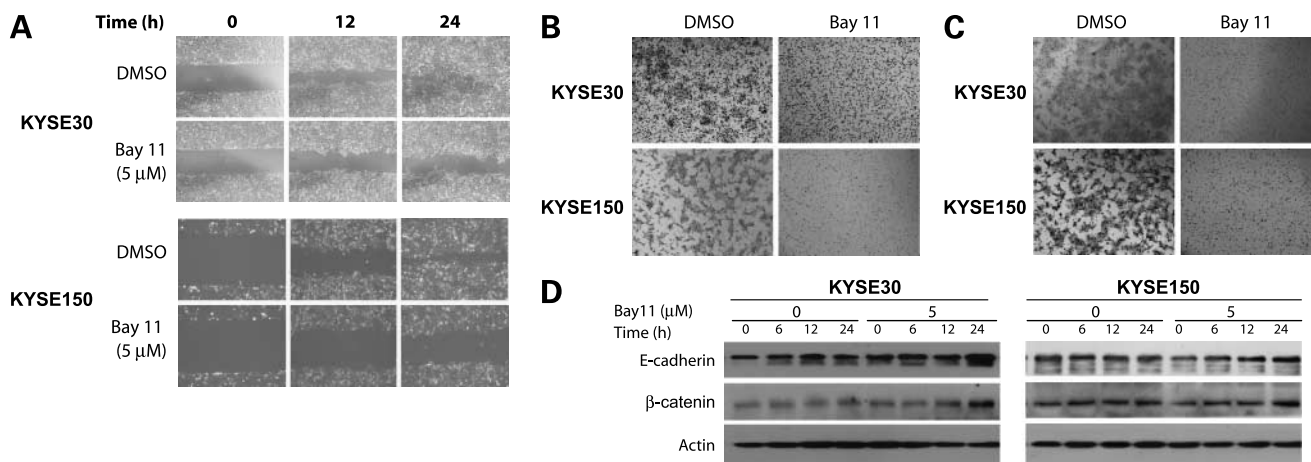 A
Time (h) 0 12 24
DMSO
KYSE30
Bay 11
(5 μM)
DMSO
KYSE150
Bay 11
(5 μM)
B
DMSO Bay 11
KYSE30
KYSE150
C
DMSO Bay 11
KYSE30
KYSE150
D
KYSE30 KYSE150
Bay11 (μM) 0 5 0 5
Time (h) 0 6 12 24 0 6 12 24 0 6 12 24 0 6 12 24
E-cadherin
β-catenin
Actin